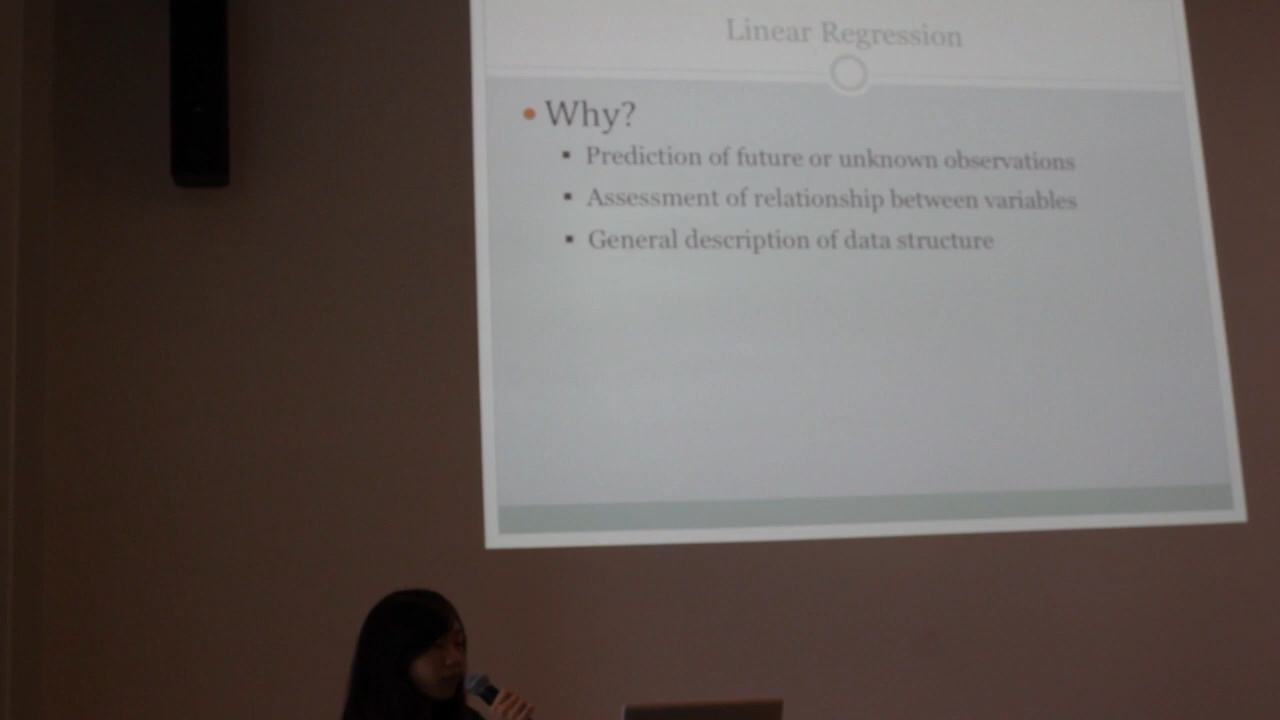 Linear Regression
• Why?
▪ Prediction of future or unknown observations
▪ Assessment of relationship between variables
▪ General description of data structure